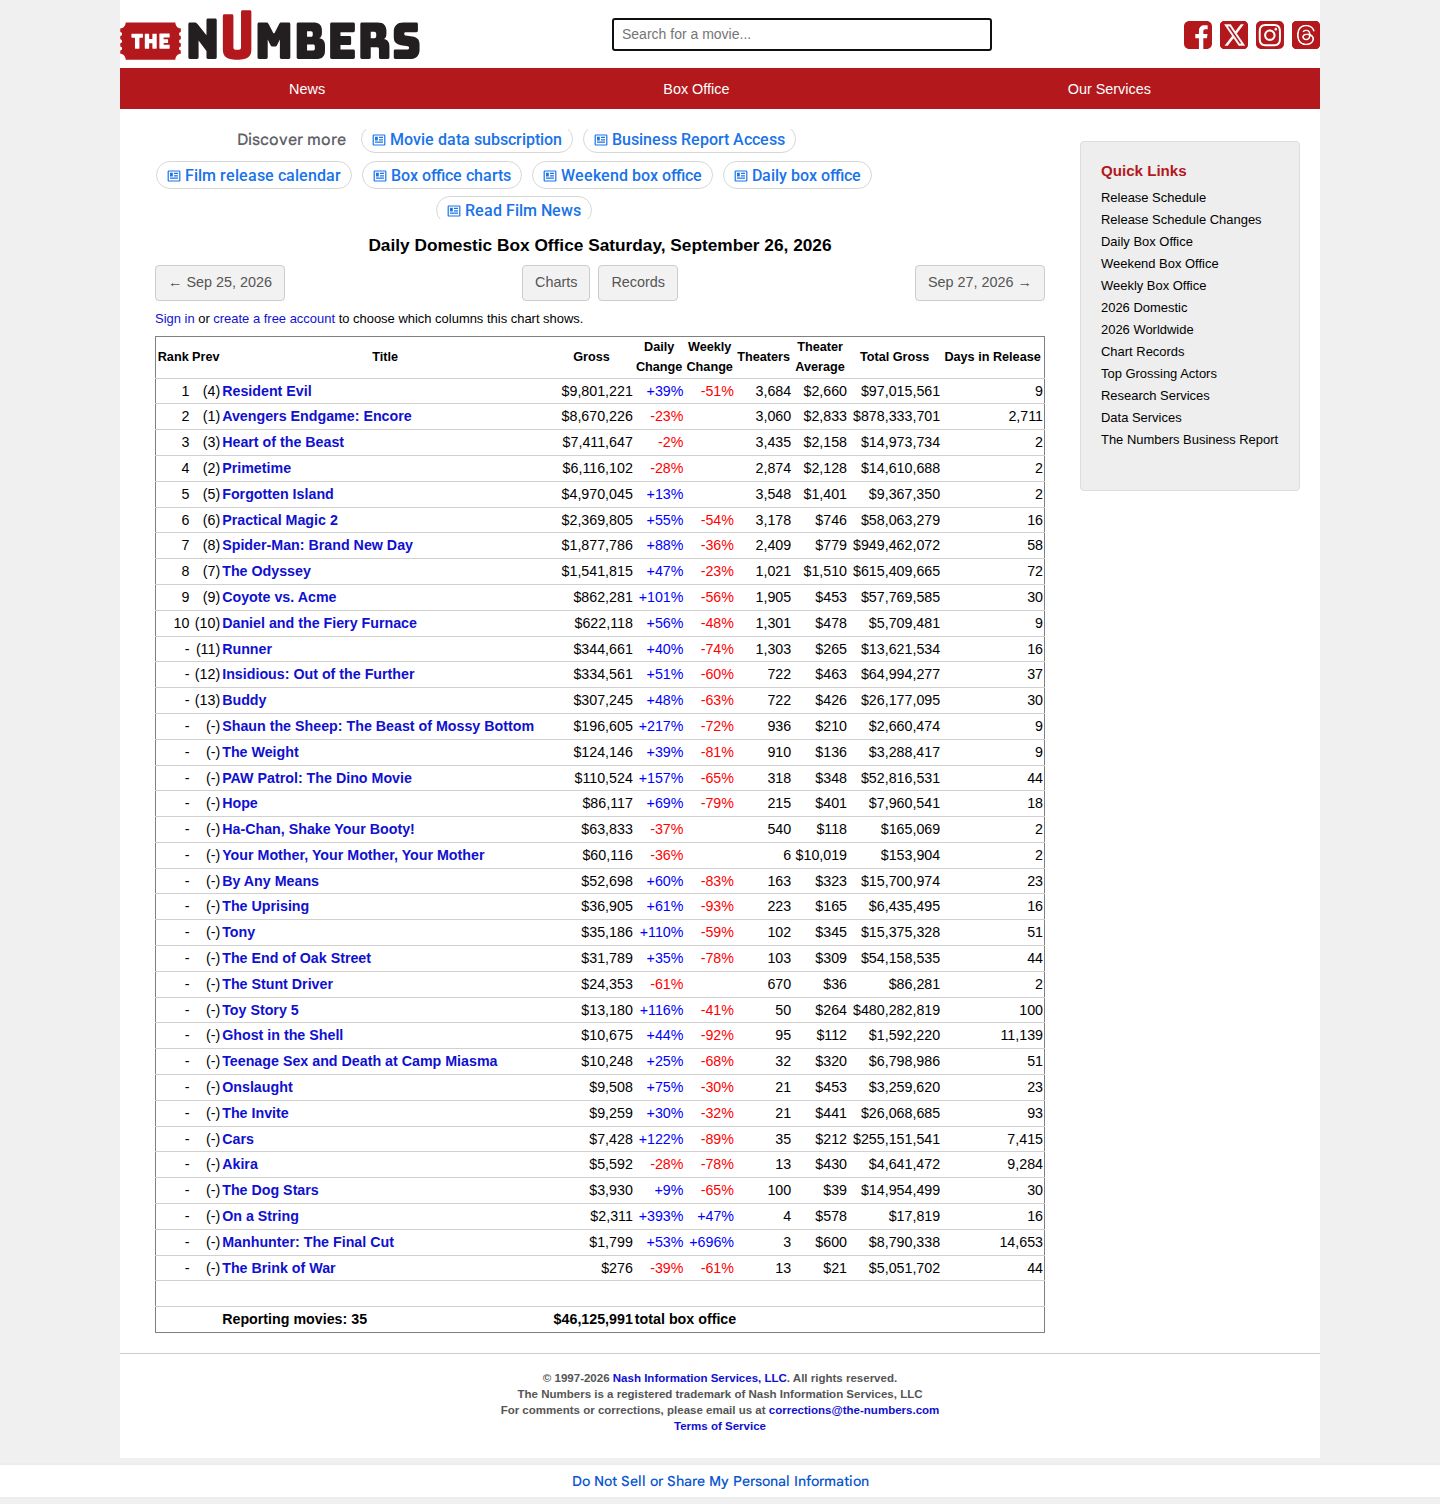 THE NUMBERS
Search for a movie...
News Box Office Our Services
Discover more Movie data subscription Business Report Access
Film release calendar Box office charts Weekend box office Daily box office
Read Film News
Daily Domestic Box Office Saturday, September 26, 2026
← Sep 25, 2026 Charts Records Sep 27, 2026 →
Sign in or create a free account to choose which columns this chart shows.
Rank Prev Title Gross Daily Change Weekly Change Theaters Theater Average Total Gross Days in Release
1 (4) Resident Evil $9,801,221 +39% -51% 3,684 $2,660 $97,015,561 9
2 (1) Avengers Endgame: Encore $8,670,226 -23% 3,060 $2,833 $878,333,701 2,711
3 (3) Heart of the Beast $7,411,647 -2% 3,435 $2,158 $14,973,734 2
4 (2) Primetime $6,116,102 -28% 2,874 $2,128 $14,610,688 2
5 (5) Forgotten Island $4,970,045 +13% 3,548 $1,401 $9,367,350 2
6 (6) Practical Magic 2 $2,369,805 +55% -54% 3,178 $746 $58,063,279 16
7 (8) Spider-Man: Brand New Day $1,877,786 +88% -36% 2,409 $779 $949,462,072 58
8 (7) The Odyssey $1,541,815 +47% -23% 1,021 $1,510 $615,409,665 72
9 (9) Coyote vs. Acme $862,281 +101% -56% 1,905 $453 $57,769,585 30
10 (10) Daniel and the Fiery Furnace $622,118 +56% -48% 1,301 $478 $5,709,481 9
- (11) Runner $344,661 +40% -74% 1,303 $265 $13,621,534 16
- (12) Insidious: Out of the Further $334,561 +51% -60% 722 $463 $64,994,277 37
- (13) Buddy $307,245 +48% -63% 722 $426 $26,177,095 30
- (-) Shaun the Sheep: The Beast of Mossy Bottom $196,605 +217% -72% 936 $210 $2,660,474 9
- (-) The Weight $124,146 +39% -81% 910 $136 $3,288,417 9
- (-) PAW Patrol: The Dino Movie $110,524 +157% -65% 318 $348 $52,816,531 44
- (-) Hope $86,117 +69% -79% 215 $401 $7,960,541 18
- (-) Ha-Chan, Shake Your Booty! $63,833 -37% 540 $118 $165,069 2
- (-) Your Mother, Your Mother, Your Mother $60,116 -36% 6 $10,019 $153,904 2
- (-) By Any Means $52,698 +60% -83% 163 $323 $15,700,974 23
- (-) The Uprising $36,905 +61% -93% 223 $165 $6,435,495 16
- (-) Tony $35,186 +110% -59% 102 $345 $15,375,328 51
- (-) The End of Oak Street $31,789 +35% -78% 103 $309 $54,158,535 44
- (-) The Stunt Driver $24,353 -61% 670 $36 $86,281 2
- (-) Toy Story 5 $13,180 +116% -41% 50 $264 $480,282,819 100
- (-) Ghost in the Shell $10,675 +44% -92% 95 $112 $1,592,220 11,139
- (-) Teenage Sex and Death at Camp Miasma $10,248 +25% -68% 32 $320 $6,798,986 51
- (-) Onslaught $9,508 +75% -30% 21 $453 $3,259,620 23
- (-) The Invite $9,259 +30% -32% 21 $441 $26,068,685 93
- (-) Cars $7,428 +122% -89% 35 $212 $255,151,541 7,415
- (-) Akira $5,592 -28% -78% 13 $430 $4,641,472 9,284
- (-) The Dog Stars $3,930 +9% -65% 100 $39 $14,954,499 30
- (-) On a String $2,311 +393% +47% 4 $578 $17,819 16
- (-) Manhunter: The Final Cut $1,799 +53% +696% 3 $600 $8,790,338 14,653
- (-) The Brink of War $276 -39% -61% 13 $21 $5,051,702 44
Reporting movies: 35 $46,125,991 total box office
Quick Links
Release Schedule
Release Schedule Changes
Daily Box Office
Weekend Box Office
Weekly Box Office
2026 Domestic
2026 Worldwide
Chart Records
Top Grossing Actors
Research Services
Data Services
The Numbers Business Report
© 1997-2026 Nash Information Services, LLC. All rights reserved.
The Numbers is a registered trademark of Nash Information Services, LLC
For comments or corrections, please email us at corrections@the-numbers.com
Terms of Service
Do Not Sell or Share My Personal Information